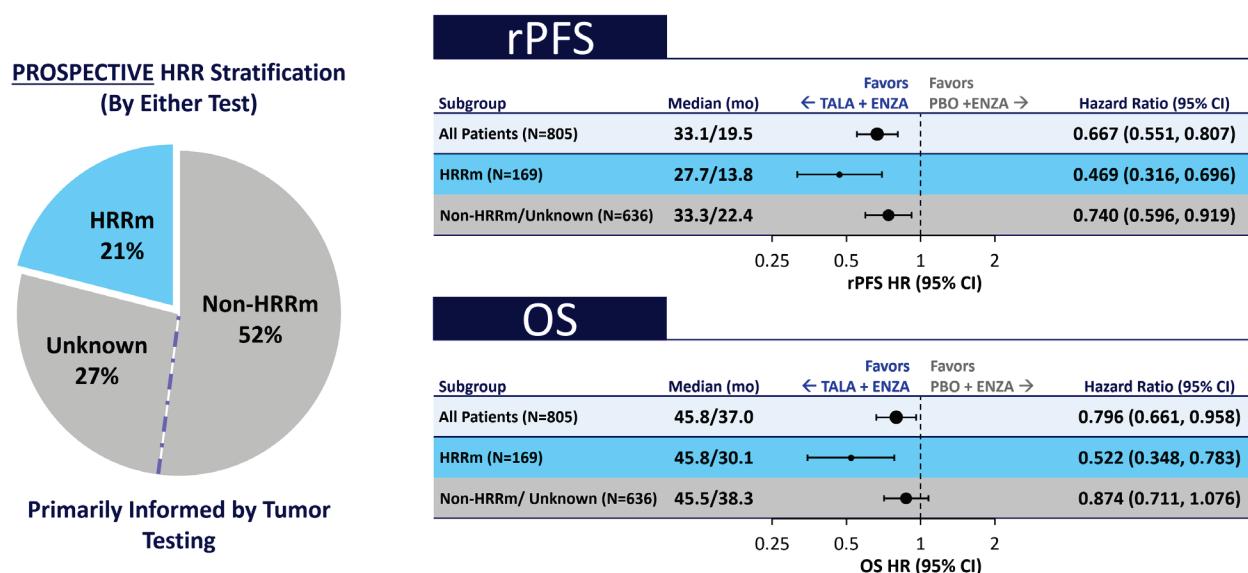 PROSPECTIVE HRR Stratification
(By Either Test)
HRRm
21%
Non-HRRm
52%
Unknown
27%
Primarily Informed by Tumor
Testing
rPFS
Favors Favors
Subgroup Median (mo) ← TALA + ENZA PBO +ENZA → Hazard Ratio (95% CI)
All Patients (N=805) 33.1/19.5 0.667 (0.551, 0.807)
HRRm (N=169) 27.7/13.8 0.469 (0.316, 0.696)
Non-HRRm/Unknown (N=636) 33.3/22.4 0.740 (0.596, 0.919)
0.25 0.5 1 2
rPFS HR (95% CI)
OS
Favors Favors
Subgroup Median (mo) ← TALA + ENZA PBO + ENZA → Hazard Ratio (95% CI)
All Patients (N=805) 45.8/37.0 0.796 (0.661, 0.958)
HRRm (N=169) 45.8/30.1 0.522 (0.348, 0.783)
Non-HRRm/ Unknown (N=636) 45.5/38.3 0.874 (0.711, 1.076)
0.25 0.5 1 2
OS HR (95% CI)